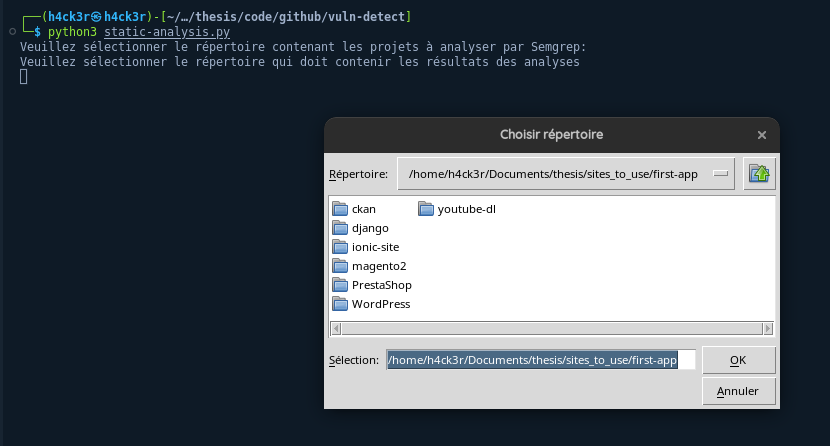 ┌──(h4ck3r㉿h4ck3r)-[~/…/thesis/code/github/vuln-detect]
└─$ python3 static-analysis.py
Veuillez sélectionner le répertoire contenant les projets à analyser par Semgrep:
Veuillez sélectionner le répertoire qui doit contenir les résultats des analyses
Choisir répertoire
Répertoire: /home/h4ck3r/Documents/thesis/sites_to_use/first-app
ckan youtube-dl
django
ionic-site
magento2
PrestaShop
WordPress
Sélection: /home/h4ck3r/Documents/thesis/sites_to_use/first-app OK
Annuler